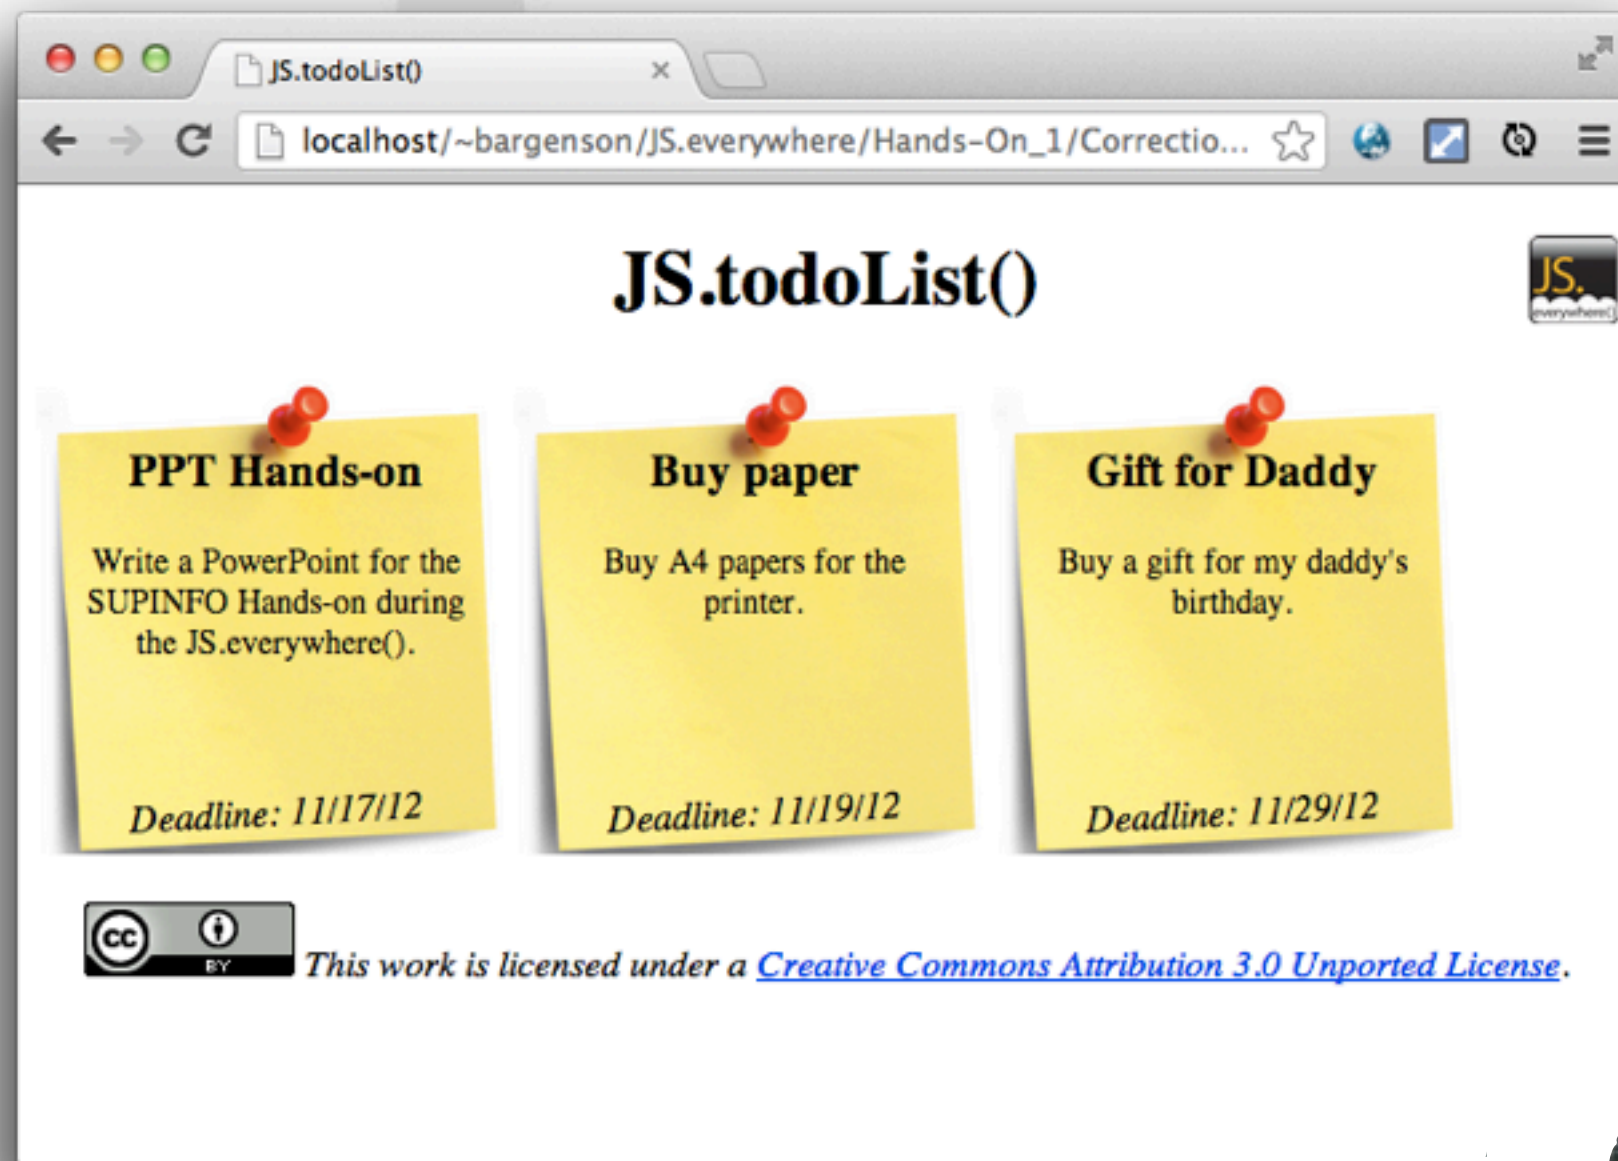 JS.todoList()
localhost/~bargenson/JS.everywhere/Hands-On_1/Correctio...
JS.todoList()
JS.
everywhere()
PPT Hands-on
Write a PowerPoint for the
SUPINFO Hands-on during
the JS.everywhere().
Deadline: 11/17/12
Buy paper
Buy A4 papers for the
printer.
Deadline: 11/19/12
Gift for Daddy
Buy a gift for my daddy's
birthday.
Deadline: 11/29/12
cc
BY
This work is licensed under a Creative Commons Attribution 3.0 Unported License.